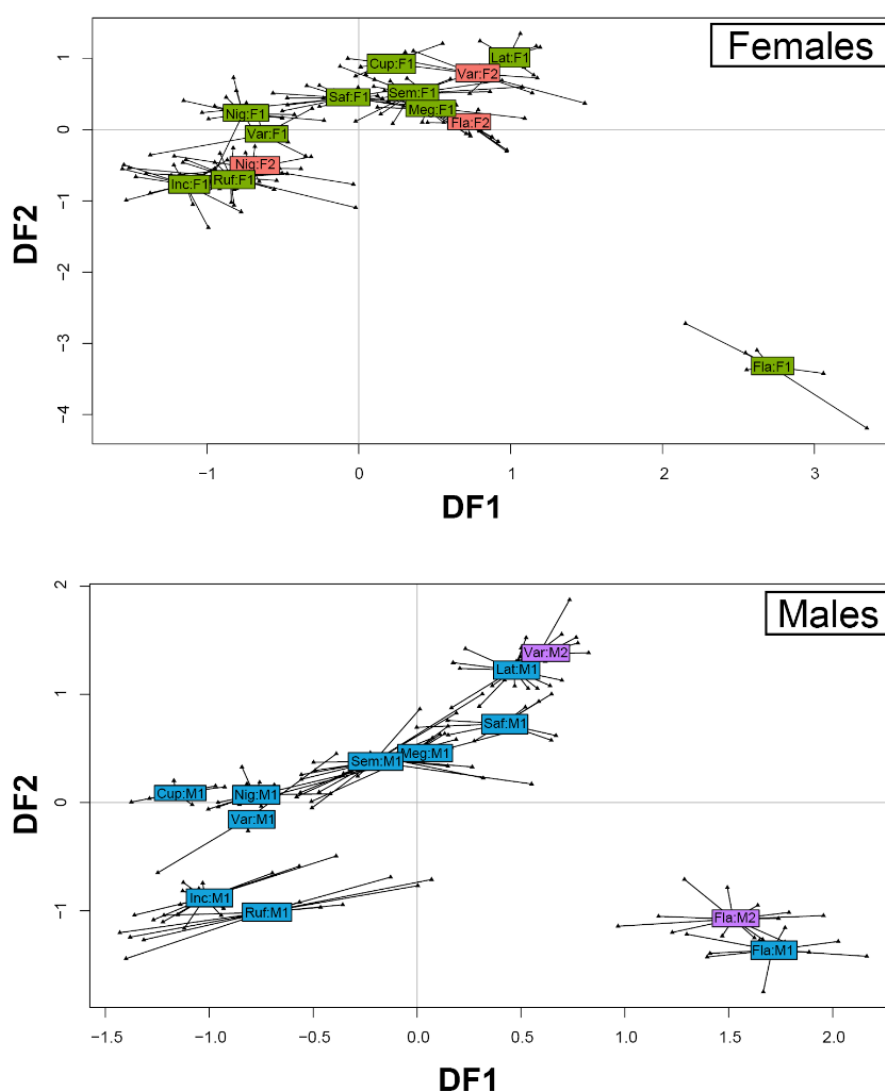 Females
1
0
−1
−2
−3
−4
DF2
Cup:F1
Lat:F1
Var:F2
Sem:F1
Saf:F1
Meg:F1
Fla:F2
Nig:F1
Var:F1
Nig:F2
Ruf:F1
Inc:F1
Fla:F1
−1
0
1
2
3
DF1
Males
2
1
0
−1
DF2
Var:M2
Lat:M1
Saf:M1
Meg:M1
Sem:M1
Cup:M1
Nig:M1
Var:M1
Inc:M1
Ruf:M1
Fla:M2
Fla:M1
−1.5
−1.0
−0.5
0.0
0.5
1.0
1.5
2.0
DF1